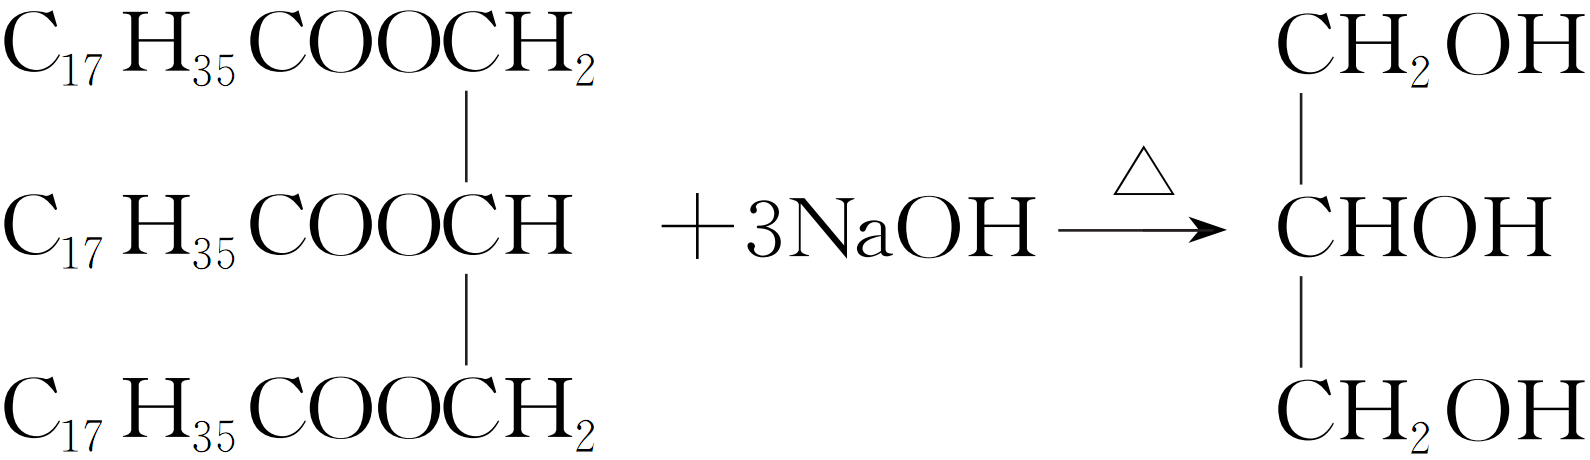 C₁₇H₃₅COOCH₂ CH₂OH
C₁₇H₃₅COOCH +3NaOH △→ CHOH
C₁₇H₃₅COOCH₂ CH₂OH